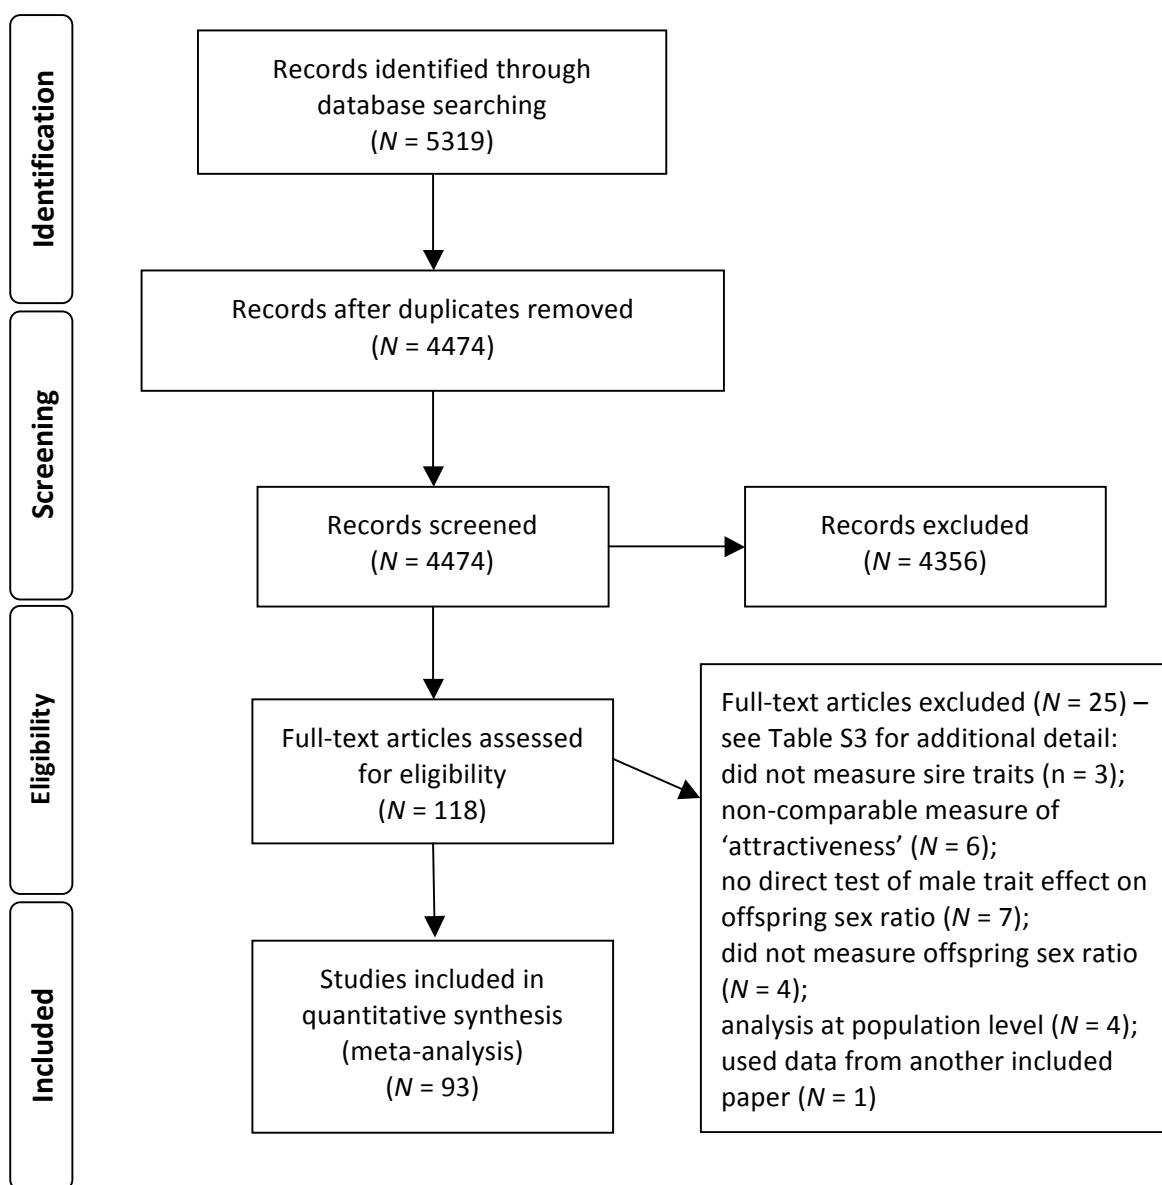 Identification
Records identified through
database searching
(N = 5319)
Records after duplicates removed
(N = 4474)
Screening
Records screened
(N = 4474)
Records excluded
(N = 4356)
Eligibility
Full-text articles assessed
for eligibility
(N = 118)
Full-text articles excluded (N = 25) –
see Table S3 for additional detail:
did not measure sire traits (n = 3);
non-comparable measure of
‘attractiveness’ (N = 6);
no direct test of male trait effect on
offspring sex ratio (N = 7);
did not measure offspring sex ratio
(N = 4);
analysis at population level (N = 4);
used data from another included
paper (N = 1)
Included
Studies included in
quantitative synthesis
(meta-analysis)
(N = 93)